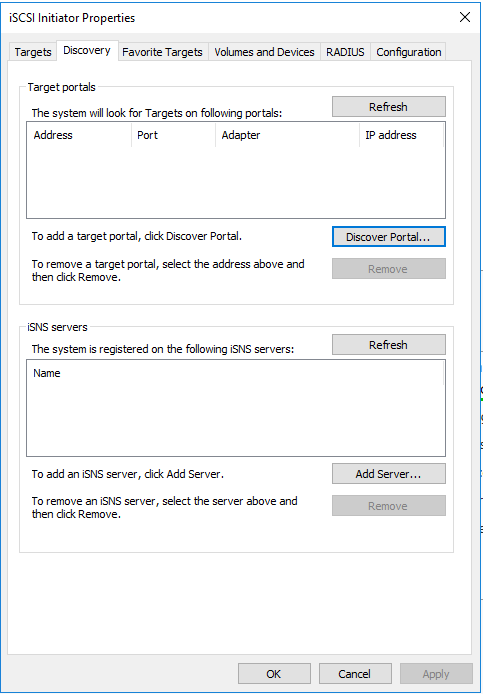 iSCSI Initiator Properties
Targets Discovery Favorite Targets Volumes and Devices RADIUS Configuration
Target portals
The system will look for Targets on following portals:
Refresh
Address Port Adapter IP address
To add a target portal, click Discover Portal.
Discover Portal...
To remove a target portal, select the address above and
then click Remove.
Remove
iSNS servers
The system is registered on the following iSNS servers:
Refresh
Name
To add an iSNS server, click Add Server.
Add Server...
To remove an iSNS server, select the server above and
then click Remove.
Remove
OK Cancel Apply